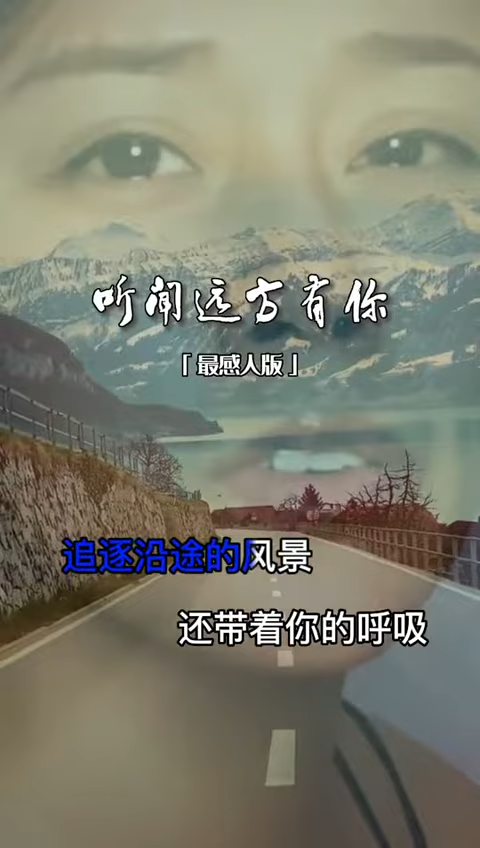 听闻远方有你
「最感人版」
追逐沿途的风景
还带着你的呼吸